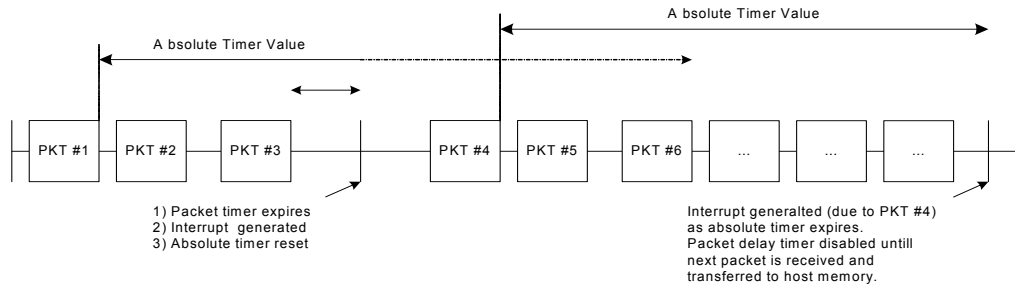 A bsolute Timer Value
A bsolute Timer Value
PKT #1
PKT #2
PKT #3
PKT #4
PKT #5
PKT #6
...
...
...
1) Packet timer expires
2) Interrupt generated
3) Absolute timer reset
Interrupt generalted (due to PKT #4)
as absolute timer expires.
Packet delay timer disabled untill
next packet is received and
transferred to host memory.